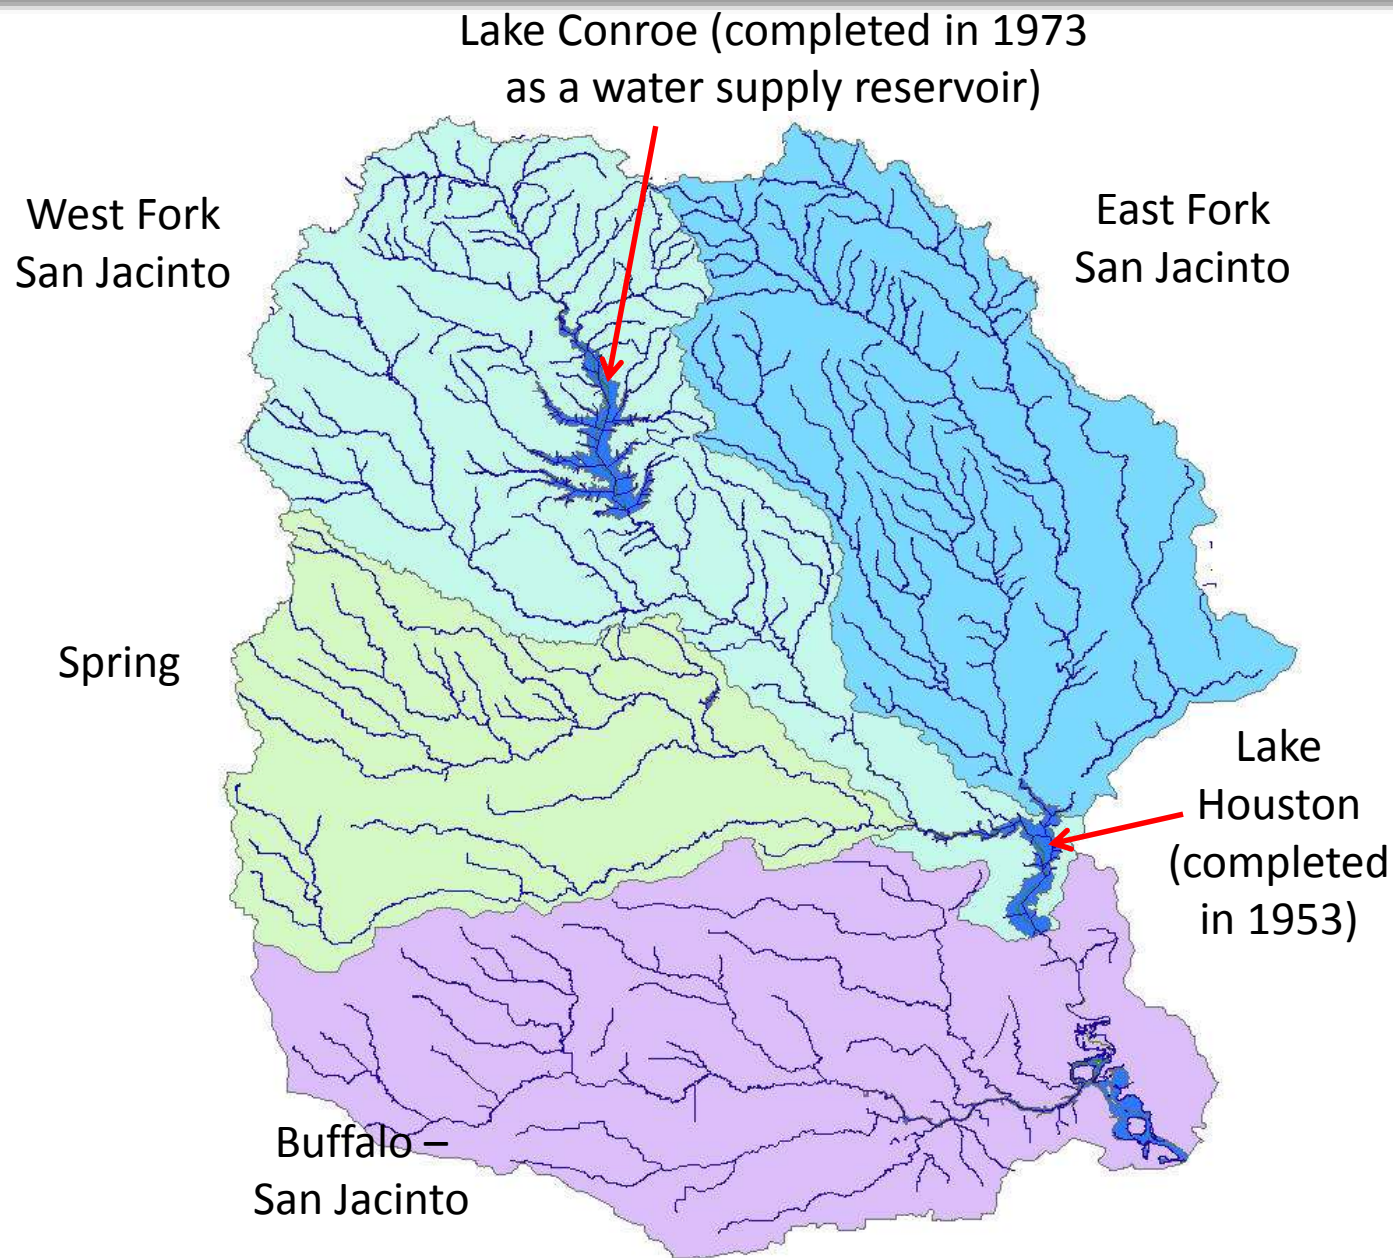 Lake Conroe (completed in 1973
as a water supply reservoir)
West Fork
San Jacinto
East Fork
San Jacinto
Spring
Lake
Houston
(completed
in 1953)
Buffalo –
San Jacinto